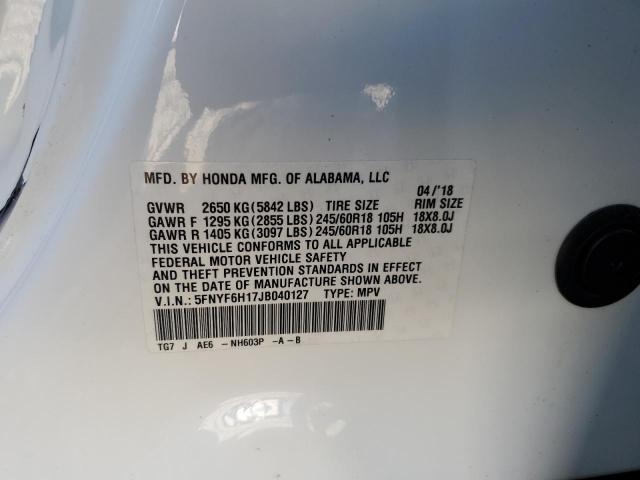 MFD. BY HONDA MFG. OF ALABAMA, LLC 04/'18
GVWR 2650 KG (5842 LBS) TIRE SIZE RIM SIZE
GAWR F 1295 KG (2855 LBS) 245/60R18 105H 18X8.0J
GAWR R 1405 KG (3097 LBS) 245/60R18 105H 18X8.0J
THIS VEHICLE CONFORMS TO ALL APPLICABLE
FEDERAL MOTOR VEHICLE SAFETY
AND THEFT PREVENTION STANDARDS IN EFFECT
ON THE DATE OF MANUFACTURE SHOWN ABOVE.
V.I.N.: 5FNYF6H17JB040127 TYPE: MPV
TG7 J AE6 -NH603P -A -B